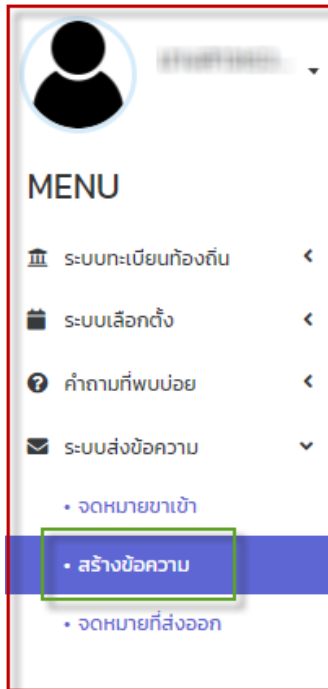 MENU
ระบบทะเบียนท้องถิ่น
ระบบเลือกตั้ง
คำถามที่พบบ่อย
ระบบส่งข้อความ
• จดหมายขาเข้า
• สร้างข้อความ
• จดหมายที่ส่งออก